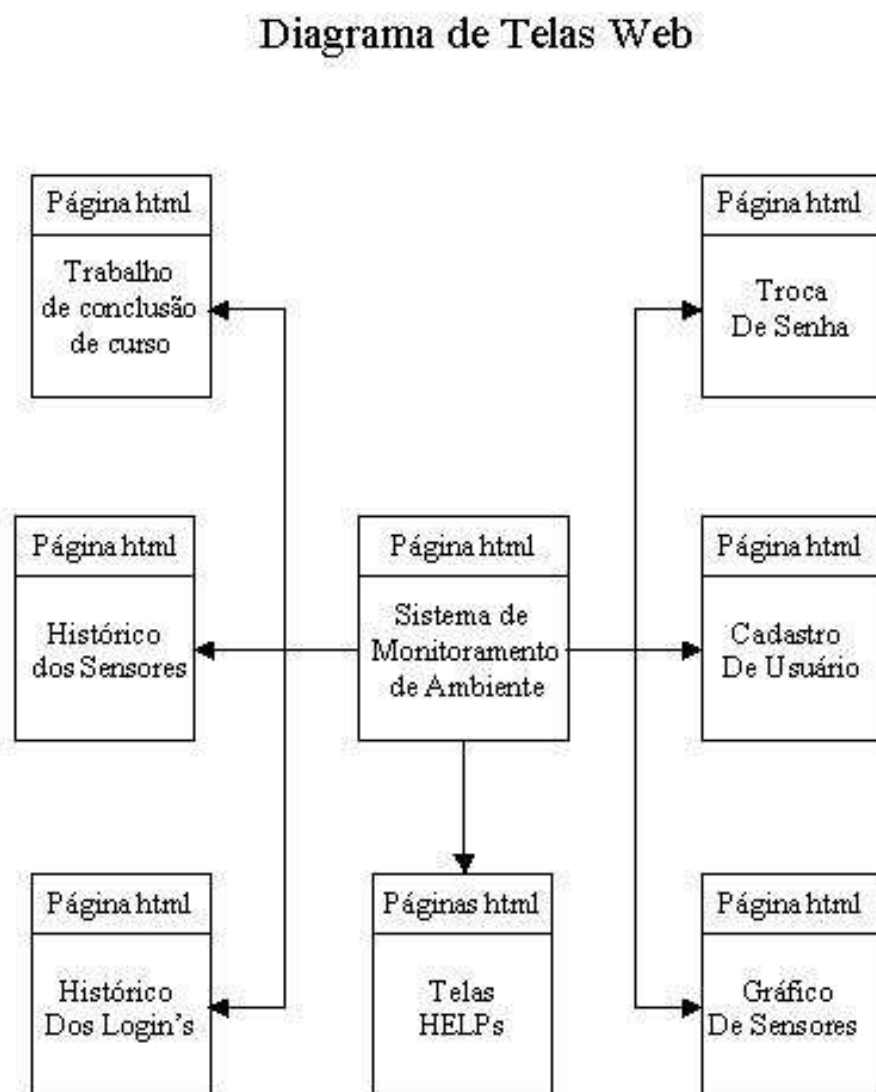 Diagrama de Telas Web
Página html
Trabalho
de conclusão
de curso
Página html
Troca
De Senha
Página html
Histórico
dos Sensores
Página html
Sistema de
Monitoramento
de Ambiente
Página html
Cadastro
De Usuário
Página html
Histórico
Dos Login's
Páginas html
Telas
HELPs
Página html
Gráfico
De Sensores